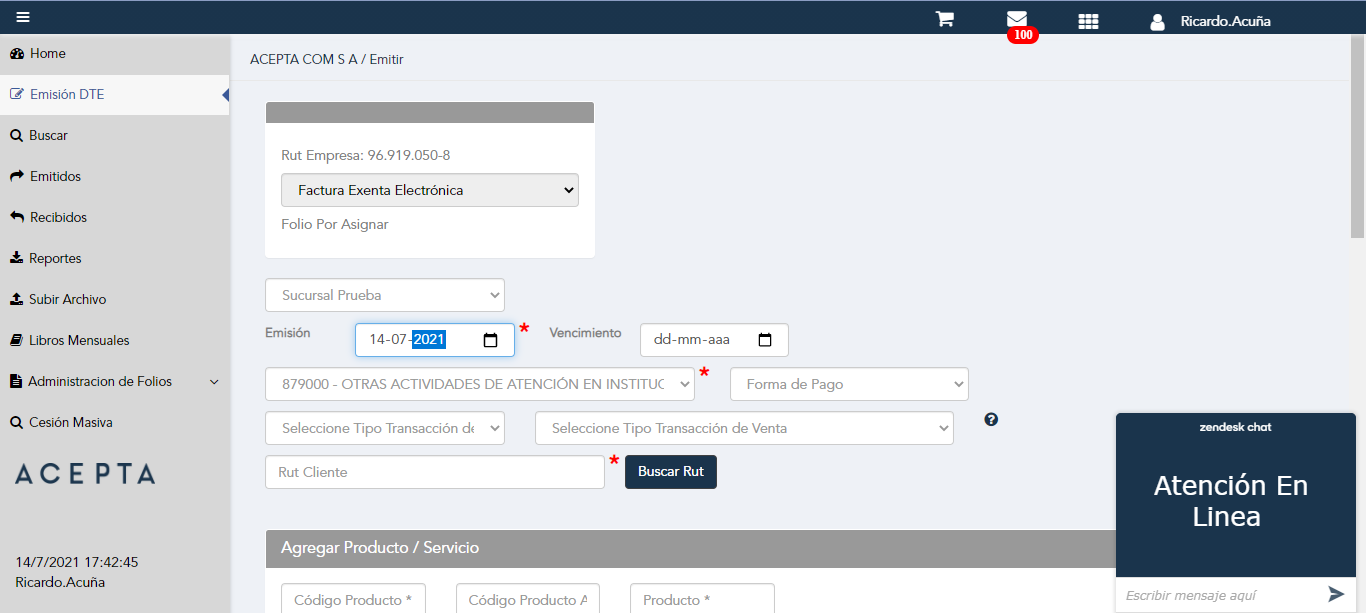 Ricardo.Acuña
100
Home
Emisión DTE
Buscar
Emitidos
Recibidos
Reportes
Subir Archivo
Libros Mensuales
Administracion de Folios
Cesión Masiva
ACEPTA
14/7/2021 17:42:45
Ricardo.Acuña
ACEPTA COM S A / Emitir
Rut Empresa: 96.919.050-8
Factura Exenta Electrónica
Folio Por Asignar
Sucursal Prueba
Emisión 14-07-2021 * Vencimiento dd-mm-aaa
879000 - OTRAS ACTIVIDADES DE ATENCIÓN EN INSTITUC * Forma de Pago
Seleccione Tipo Transacción de Seleccione Tipo Transacción de Venta ?
Rut Cliente * Buscar Rut
Agregar Producto / Servicio
Código Producto * Código Producto A Producto *
zendesk chat
Atención En
Linea
Escribir mensaje aquí